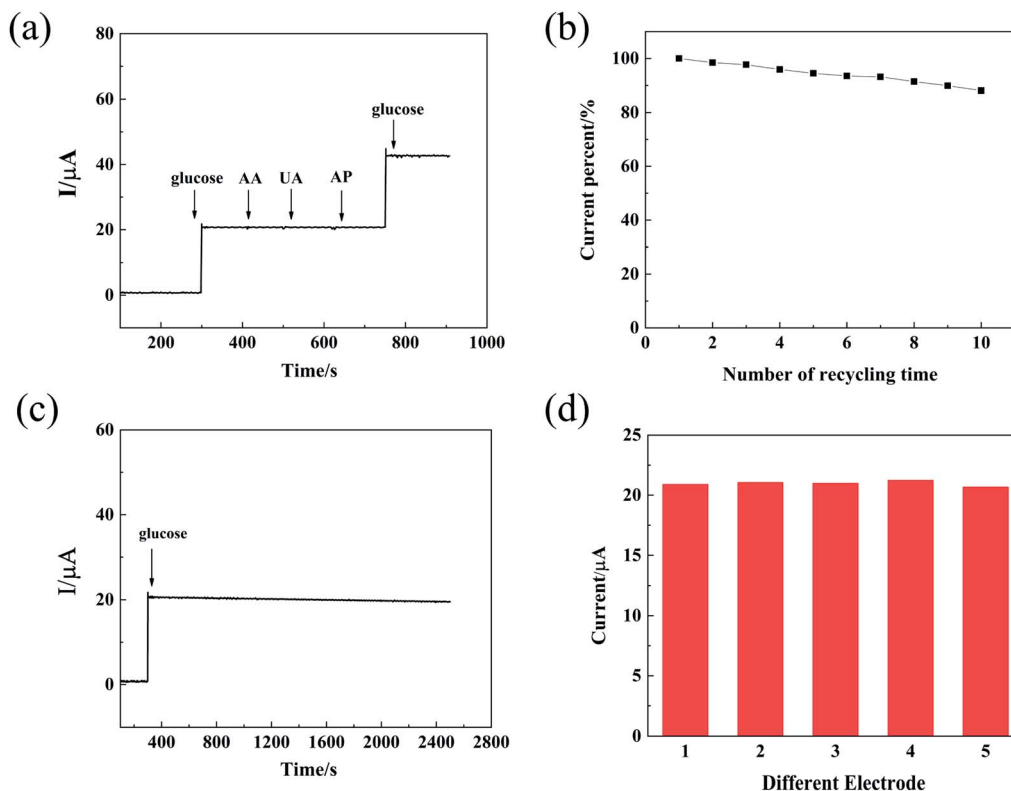 (a)
80
60
40
20
0
I/μA
glucose
AA
UA
AP
glucose
200
400
600
800
1000
Time/s
(b)
100
80
60
40
20
0
Current percent/%
0
2
4
6
8
10
Number of recycling time
(c)
60
40
20
0
I/μA
glucose
400
800
1200
1600
2000
2400
2800
Time/s
(d)
25
20
15
10
5
0
Current/μA
1
2
3
4
5
Different Electrode